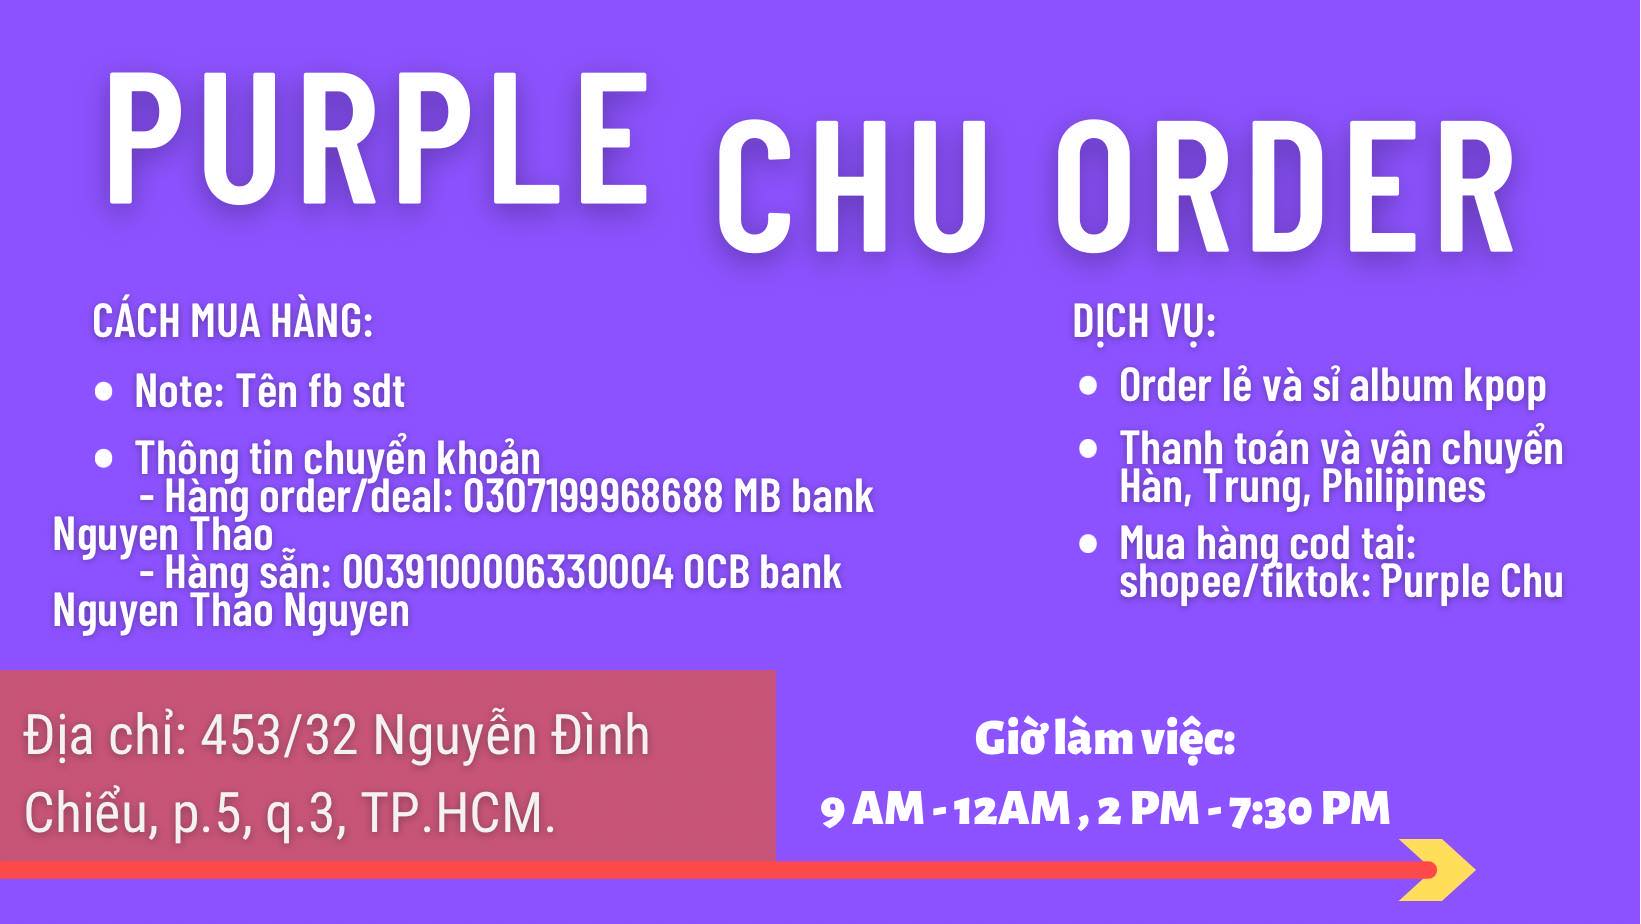 PURPLE CHU ORDER
CÁCH MUA HÀNG:
Note: Tên fb sdt
Thông tin chuyển khoản
- Hàng order/deal: 0307199968688 MB bank
Nguyen Thao
- Hàng sẵn: 0039100006330004 OCB bank
Nguyen Thao Nguyen
DỊCH VỤ:
Order lẻ và sỉ album kpop
Thanh toán và vận chuyển
Hàn, Trung, Philipines
Mua hàng cod tại:
shopee/tiktok: Purple Chu
Địa chỉ: 453/32 Nguyễn Đình
Chiểu, p.5, q.3, TP.HCM.
Giờ làm việc:
9 AM - 12AM , 2 PM - 7:30 PM